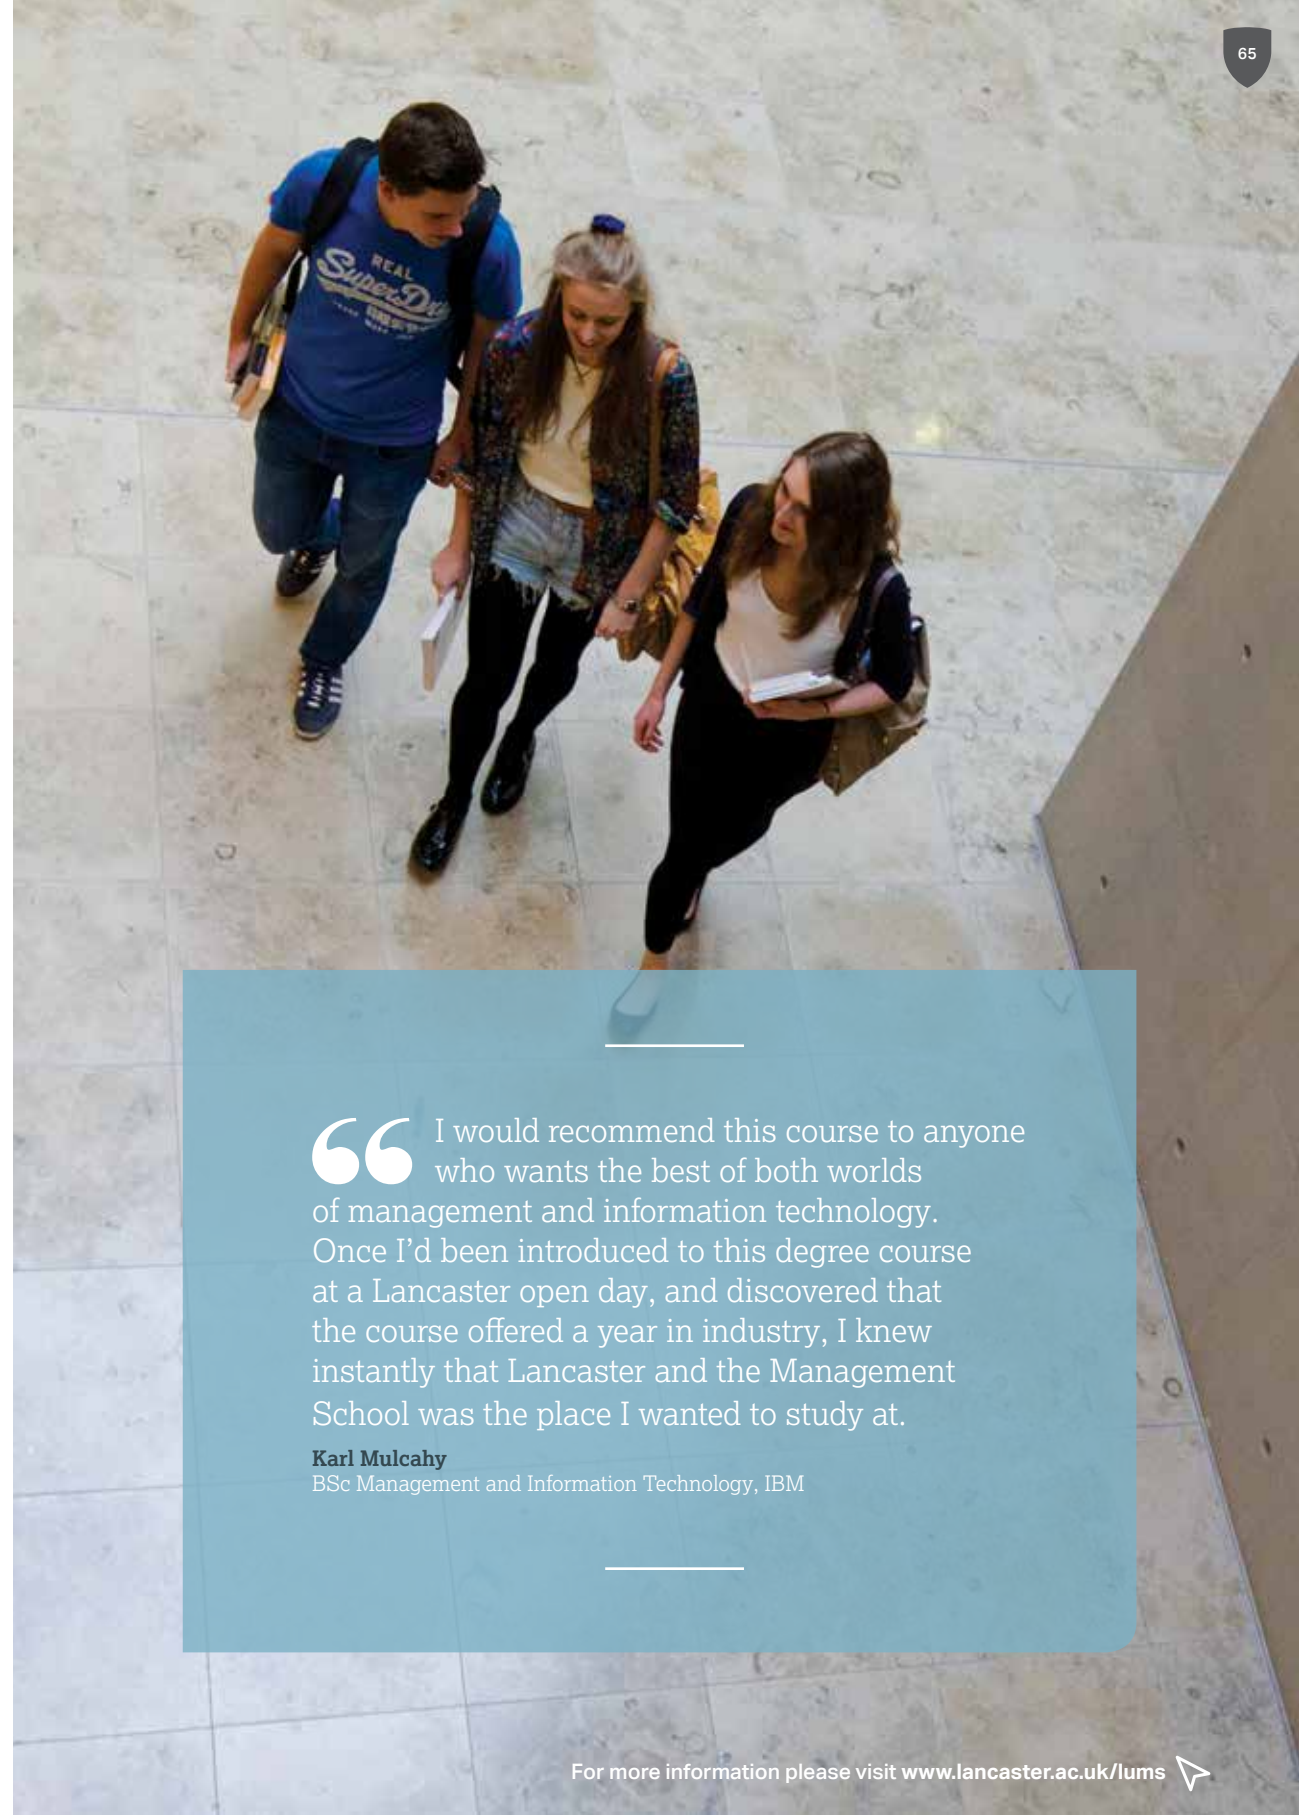 65
REAL
SuperDry
I would recommend this course to anyone
who wants the best of both worlds
of management and information technology.
Once I’d been introduced to this degree course
at a Lancaster open day, and discovered that
the course offered a year in industry, I knew
instantly that Lancaster and the Management
School was the place I wanted to study at.
Karl Mulcahy
BSc Management and Information Technology, IBM
For more information please visit www.lancaster.ac.uk/lums